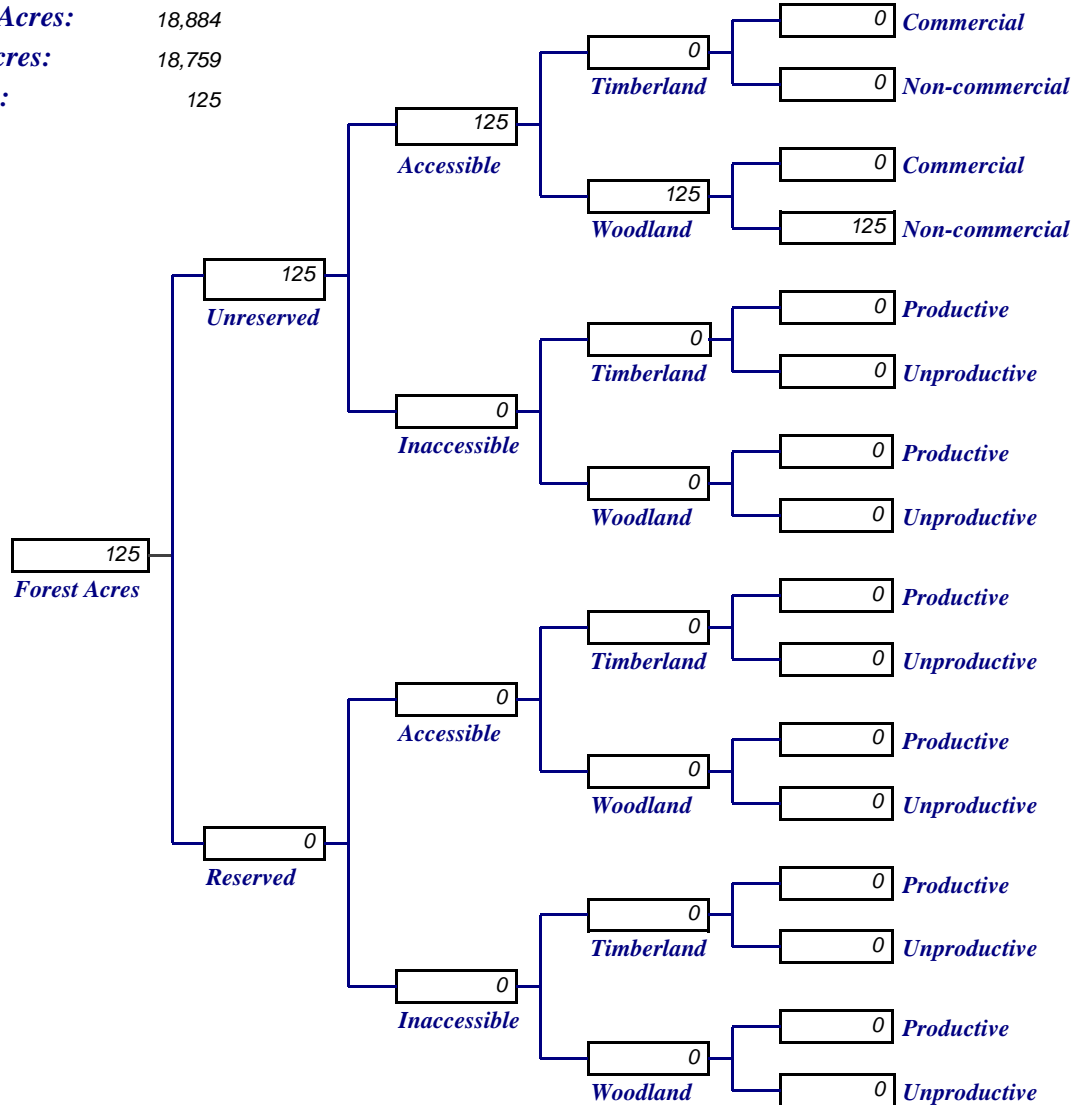 Acres: 18,884
cres: 18,759
: 125
0 Commercial
0 Timberland
0 Non-commercial
125 Accessible
0 Commercial
125 Woodland
125 Non-commercial
125 Unreserved
0 Productive
0 Timberland
0 Unproductive
0 Inaccessible
0 Productive
0 Woodland
0 Unproductive
125 Forest Acres
0 Productive
0 Timberland
0 Unproductive
0 Accessible
0 Productive
0 Woodland
0 Unproductive
0 Reserved
0 Productive
0 Timberland
0 Unproductive
0 Inaccessible
0 Productive
0 Woodland
0 Unproductive